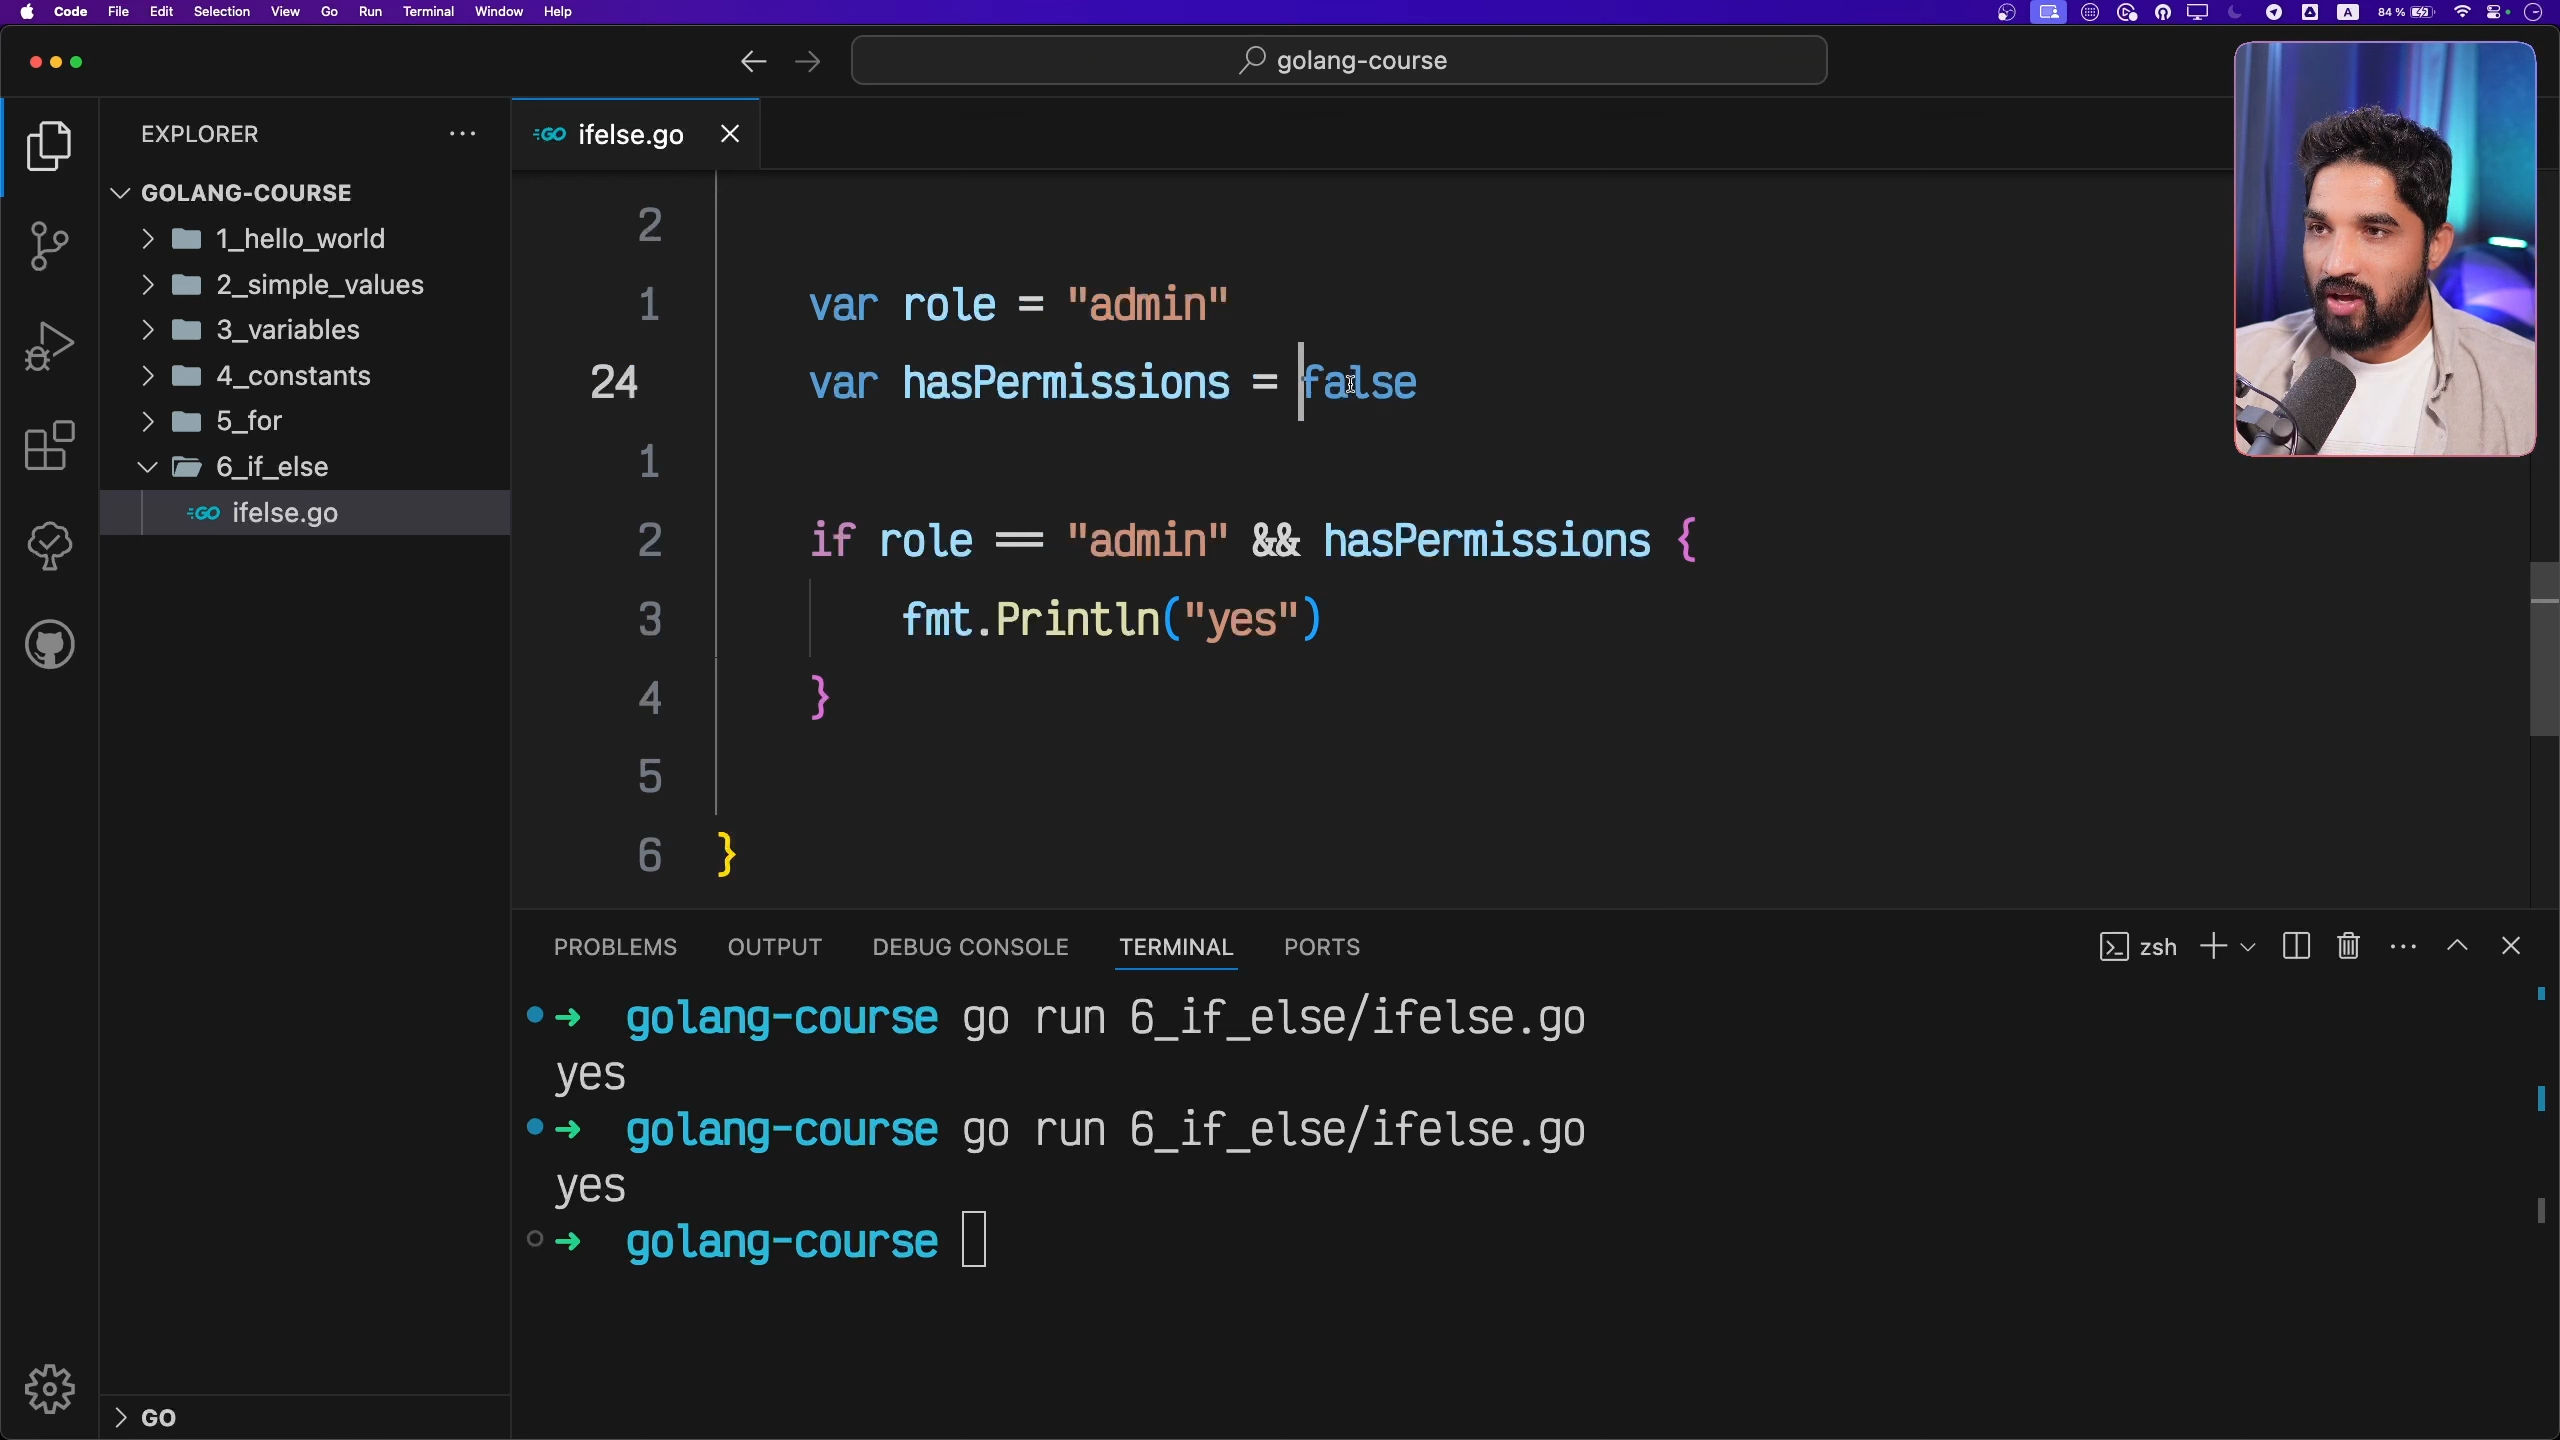 Code File Edit Selection View Go Run Terminal Window Help
A 84 %
golang-course
EXPLORER
GOLANG-COURSE
1_hello_world
2_simple_values
3_variables
4_constants
5_for
6_if_else
GO ifelse.go
GO
GO ifelse.go
2
1 var role = "admin"
24 var hasPermissions = false
1
2 if role == "admin" && hasPermissions {
3 fmt.Println("yes")
4 }
5
6 }
PROBLEMS OUTPUT DEBUG CONSOLE TERMINAL PORTS
zsh
➜ golang-course go run 6_if_else/ifelse.go
yes
➜ golang-course go run 6_if_else/ifelse.go
yes
➜ golang-course